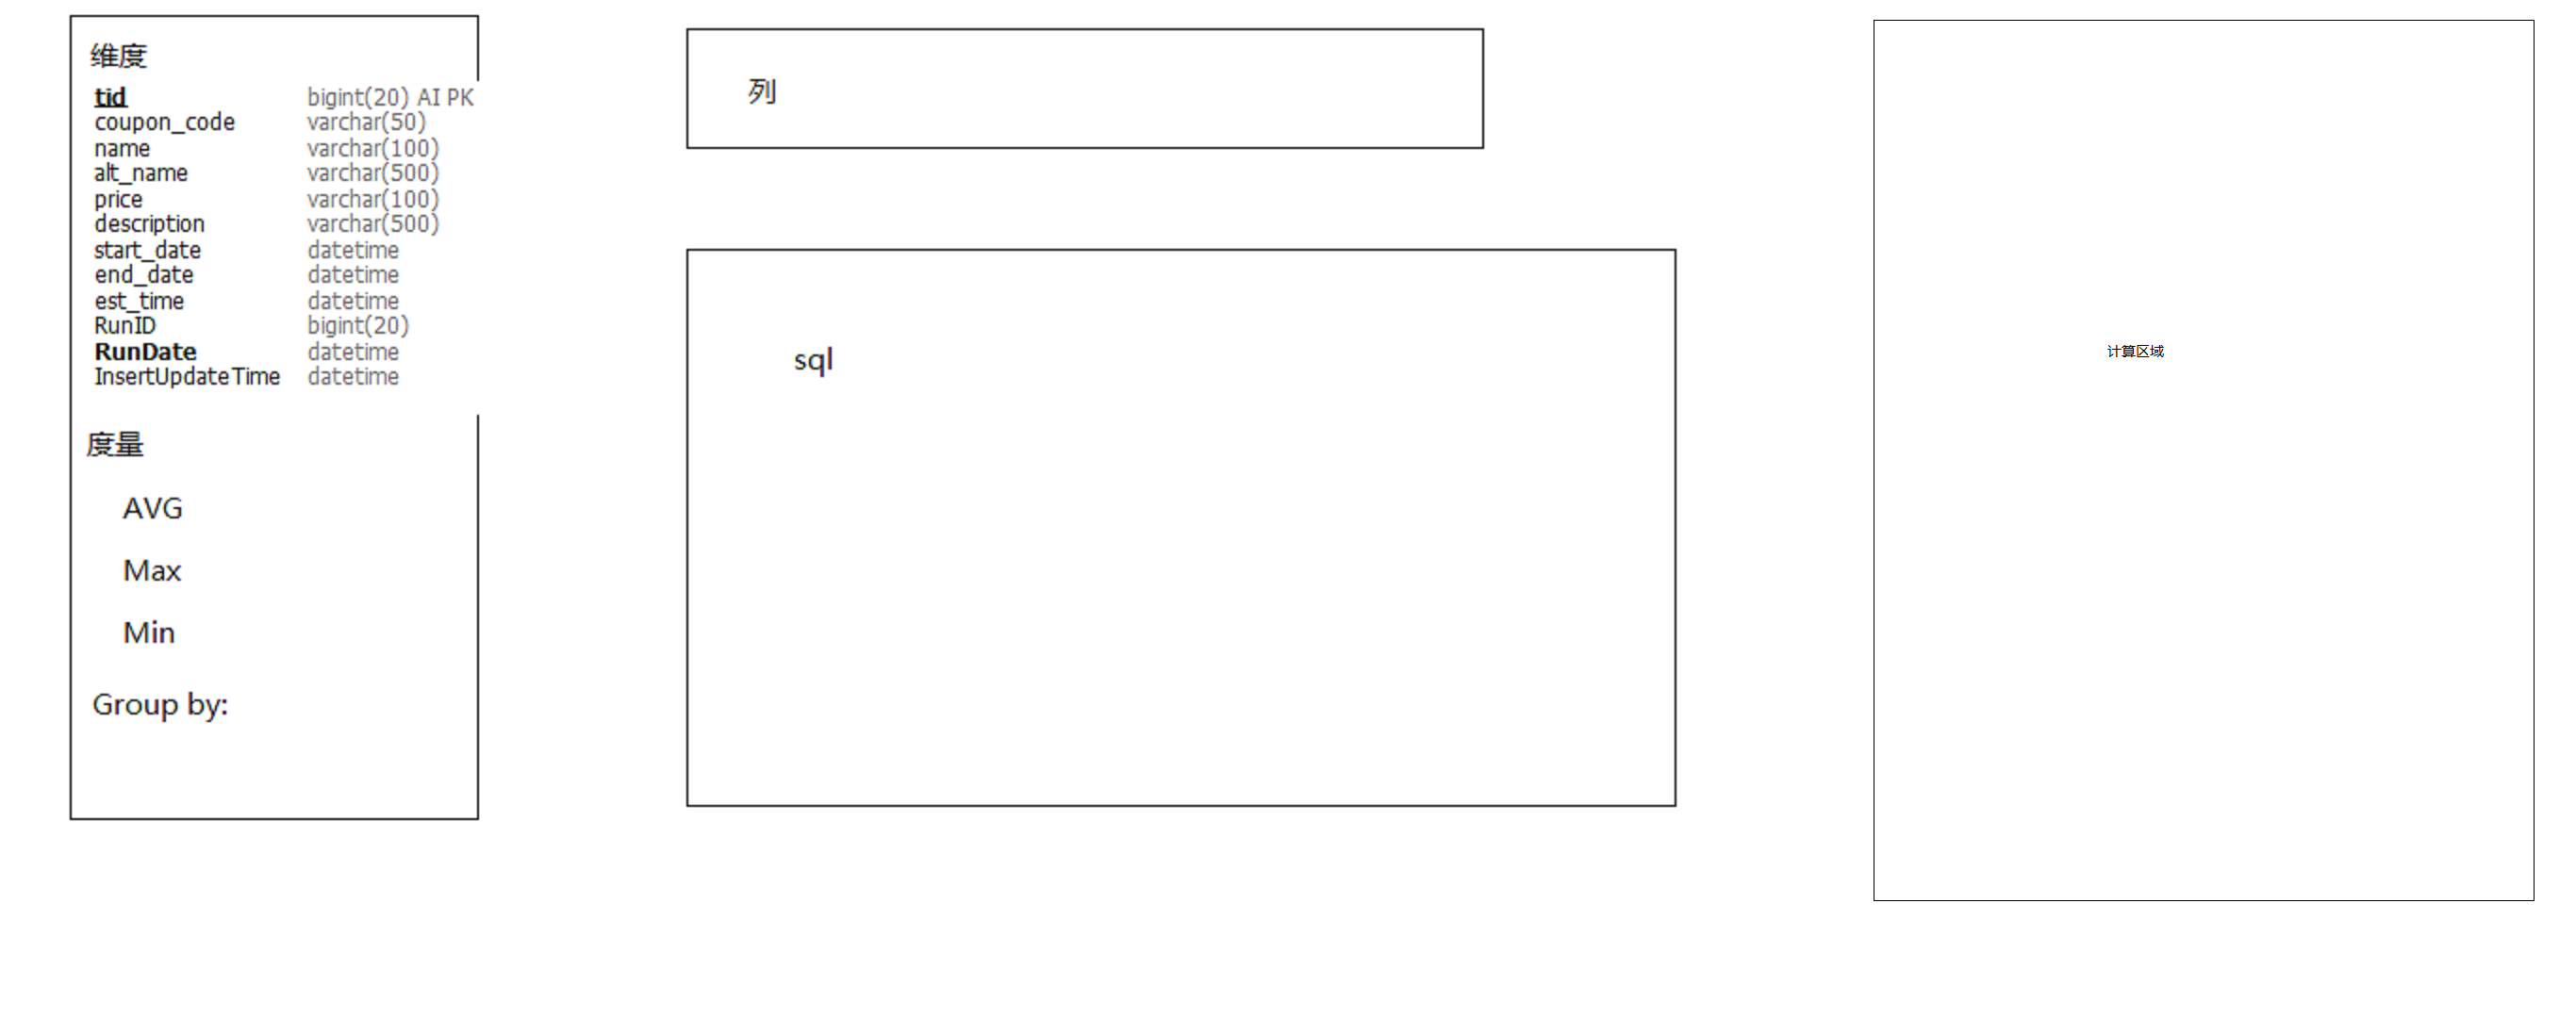 维度
tid bigint(20) AI PK
coupon_code varchar(50)
name varchar(100)
alt_name varchar(500)
price varchar(100)
description varchar(500)
start_date datetime
end_date datetime
est_time datetime
RunID bigint(20)
RunDate datetime
InsertUpdateTime datetime
度量
AVG
Max
Min
Group by:
列
sql
计算区域